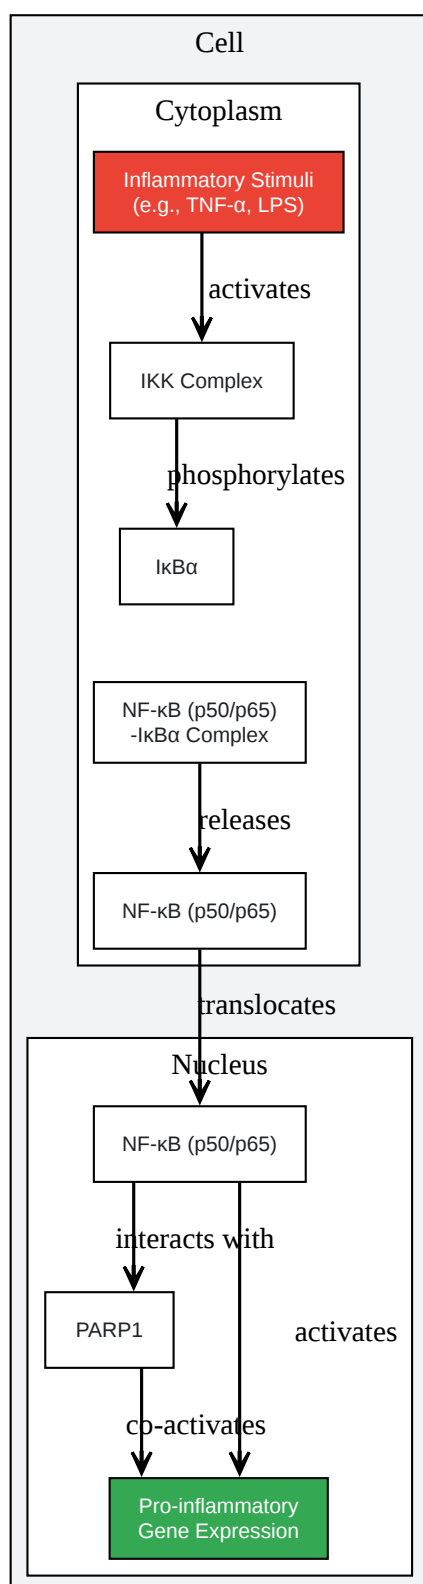 Cell
Cytoplasm
Inflammatory Stimuli
(e.g., TNF-α, LPS)
activates
IKK Complex
phosphorylates
IκBα
NF-κB (p50/p65)
-IκBα Complex
releases
NF-κB (p50/p65)
translocates
Nucleus
NF-κB (p50/p65)
interacts with
PARP1
activates
co-activates
Pro-inflammatory
Gene Expression